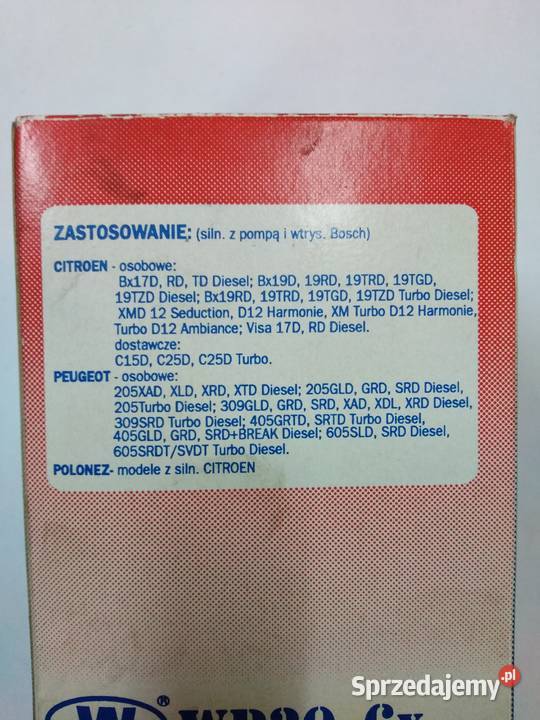 ZASTOSOWANIE: (siln. z pompą i wtrys. Bosch)
CITROEN - osobowe:
Bx17D, RD, TD Diesel; Bx19D, 19RD, 19TRD, 19TGD,
19TZD Diesel; Bx19RD, 19TRD, 19TGD, 19TZD Turbo Diesel;
XMD 12 Seduction, D12 Harmonie, XM Turbo D12 Harmonie,
Turbo D12 Ambiance; Visa 17D, RD Diesel.
dostawcze:
C15D, C25D, C25D Turbo.
PEUGEOT - osobowe:
205XAD, XLD, XRD, XTD Diesel; 205GLD, GRD, SRD Diesel,
205Turbo Diesel; 309GLD, GRD, SRD, XAD, XDL, XRD Diesel,
309SRD Turbo Diesel; 405GRTD, SRTD Turbo Diesel,
405GLD, GRD, SRD+BREAK Diesel; 605SLD, SRD Diesel,
605SRDT/SVDT Turbo Diesel.
POLONEZ- modele z siln. CITROEN
W ®
Sprzedajemy.pl